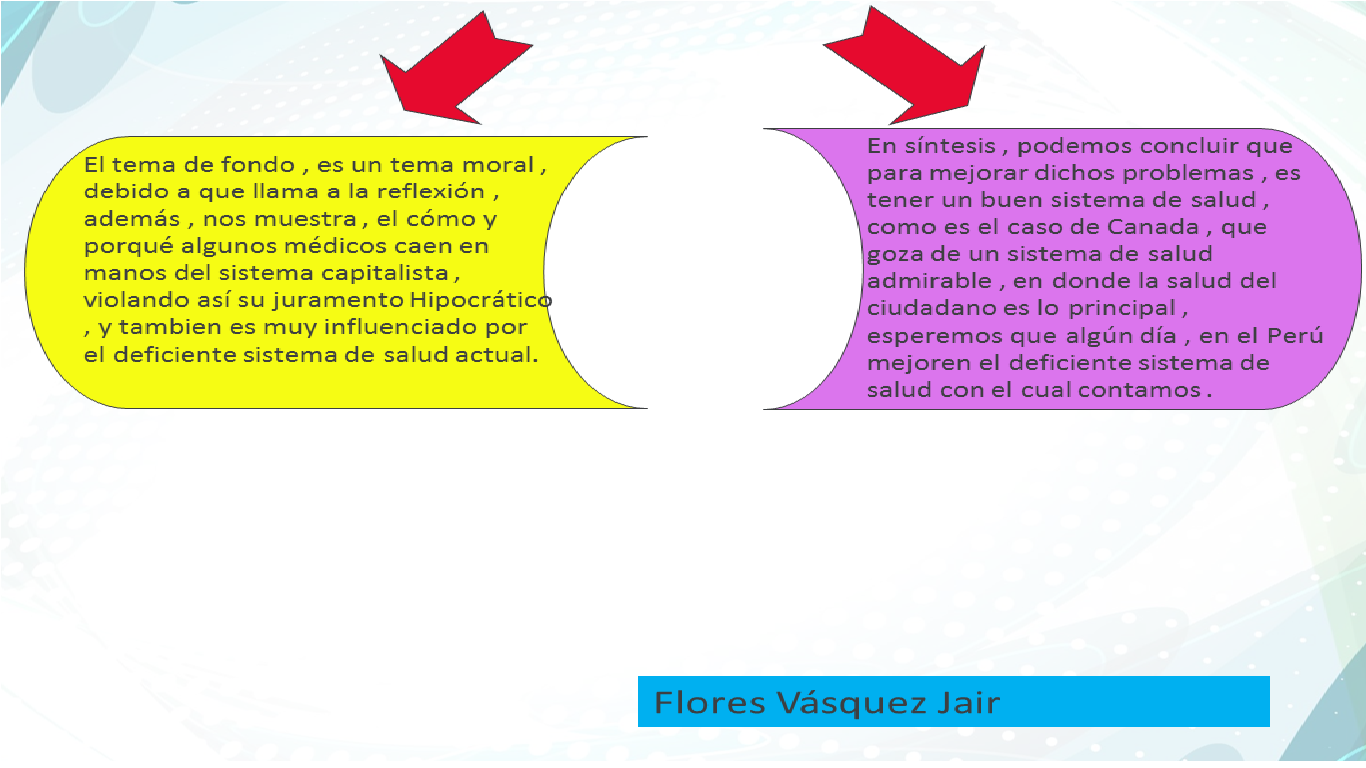 El tema de fondo , es un tema moral ,
debido a que llama a la reflexión ,
además , nos muestra , el cómo y
porqué algunos médicos caen en
manos del sistema capitalista ,
violando así su juramento Hipocrático
, y tambien es muy influenciado por
el deficiente sistema de salud actual.
En síntesis , podemos concluir que
para mejorar dichos problemas , es
tener un buen sistema de salud ,
como es el caso de Canada , que
goza de un sistema de salud
admirable , en donde la salud del
ciudadano es lo principal ,
esperemos que algún día , en el Perú
mejoren el deficiente sistema de
salud con el cual contamos .
Flores Vásquez Jair